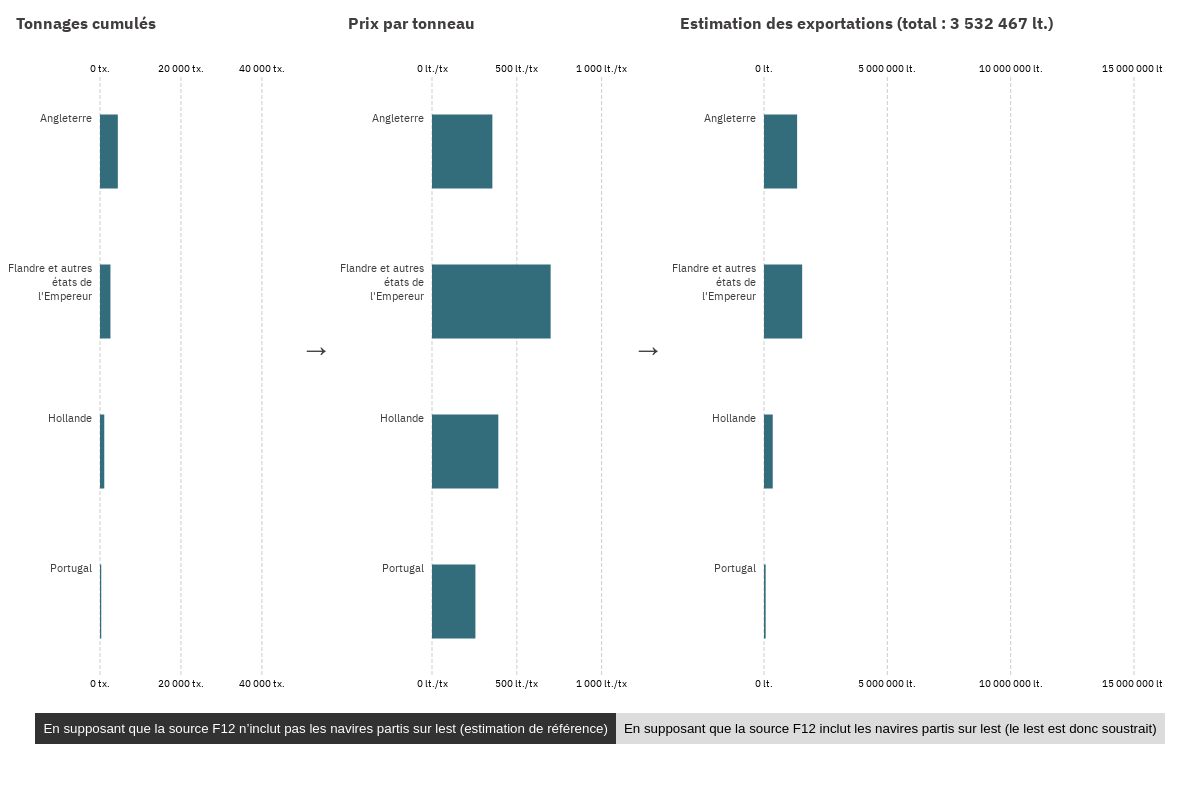 Tonnages cumulés
0 tx.
20 000 tx.
40 000 tx.
Angleterre
Flandre et autres
états de
l'Empereur
Hollande
Portugal
0 tx.
20 000 tx.
40 000 tx.
→
Prix par tonneau
0 lt./tx
500 lt./tx
1 000 lt./tx
Angleterre
Flandre et autres
états de
l'Empereur
Hollande
Portugal
0 lt./tx
500 lt./tx
1 000 lt./tx
→
Estimation des exportations (total : 3 532 467 lt.)
0 lt.
5 000 000 lt.
10 000 000 lt.
15 000 000 lt
Angleterre
Flandre et autres
états de
l'Empereur
Hollande
Portugal
0 lt.
5 000 000 lt.
10 000 000 lt.
15 000 000 lt
En supposant que la source F12 n’inclut pas les navires partis sur lest (estimation de référence)
En supposant que la source F12 inclut les navires partis sur lest (le lest est donc soustrait)